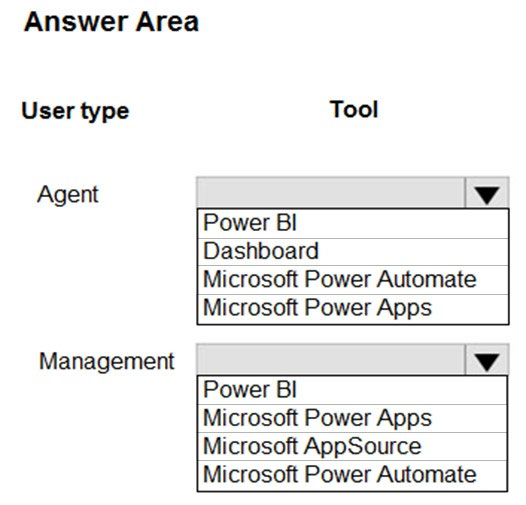 Answer Area
User type Tool
Agent
Power BI
Dashboard
Microsoft Power Automate
Microsoft Power Apps
Management
Power BI
Microsoft Power Apps
Microsoft AppSource
Microsoft Power Automate